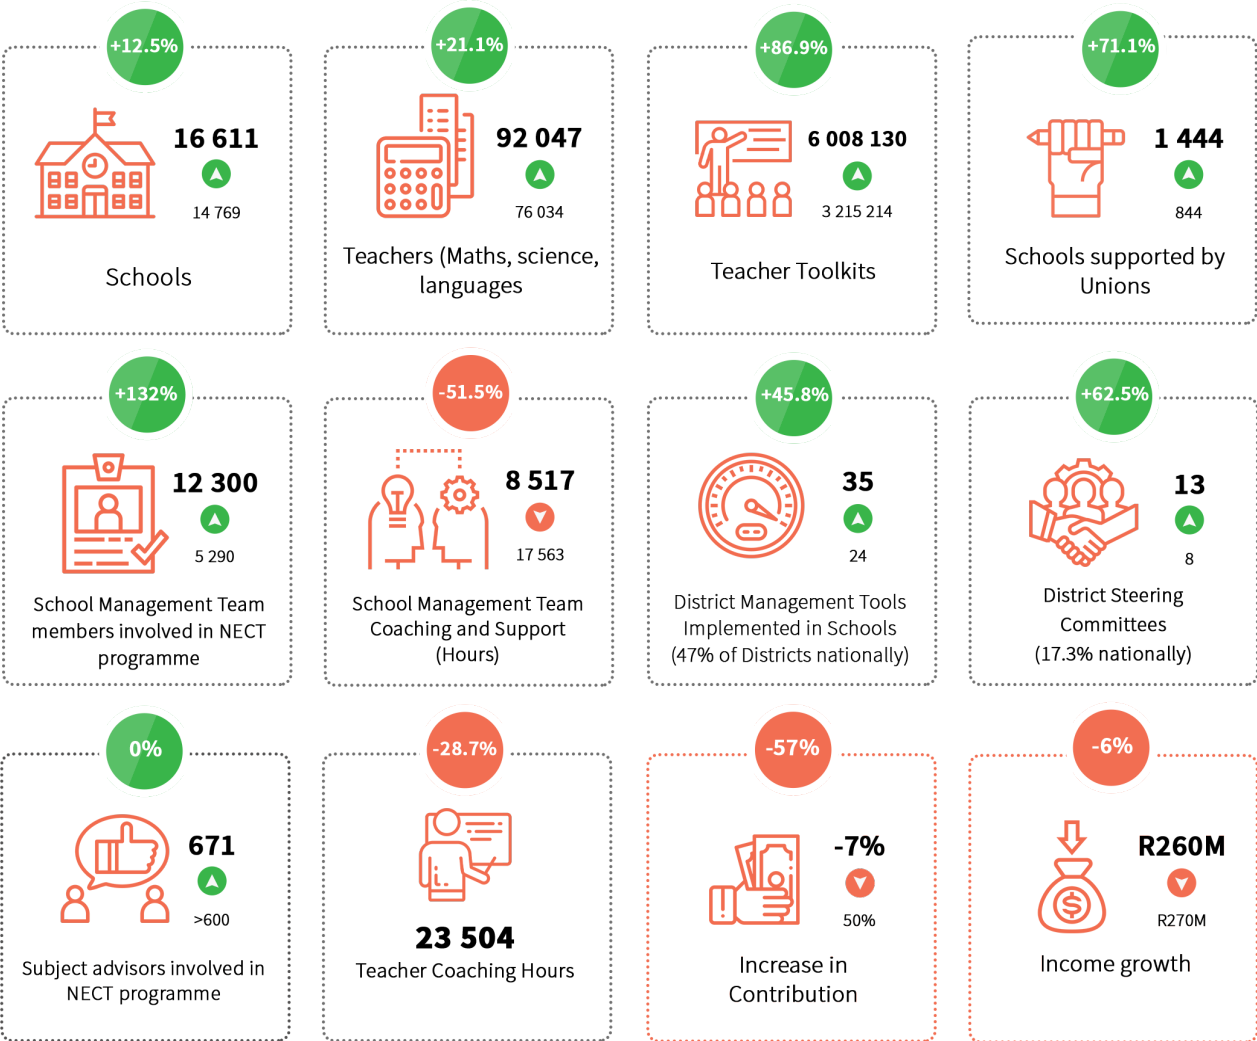 +12.5%
16 611
14 769
Schools
+21.1%
92 047
76 034
Teachers (Maths, science,
languages
+86.9%
6 008 130
3 215 214
Teacher Toolkits
+71.1%
1 444
844
Schools supported by
Unions
+132%
12 300
5 290
School Management Team
members involved in NECT
programme
-51.5%
8 517
17 563
School Management Team
Coaching and Support
(Hours)
+45.8%
35
24
District Management Tools
Implemented in Schools
(47% of Districts nationally)
+62.5%
13
8
District Steering
Committees
(17.3% nationally)
0%
671
>600
Subject advisors involved in
NECT programme
-28.7%
23 504
Teacher Coaching Hours
-57%
-7%
50%
Increase in
Contribution
-6%
R260M
R270M
Income growth